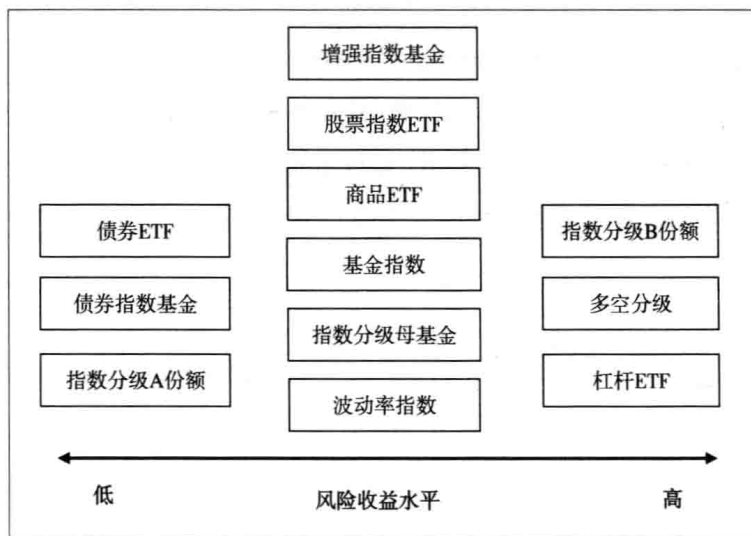 增强指数基金
股票指数ETF
商品ETF
债券ETF
指数分级B份额
基金指数
债券指数基金
多空分级
指数分级母基金
指数分级A份额
杠杆ETF
波动率指数
低
风险收益水平
高